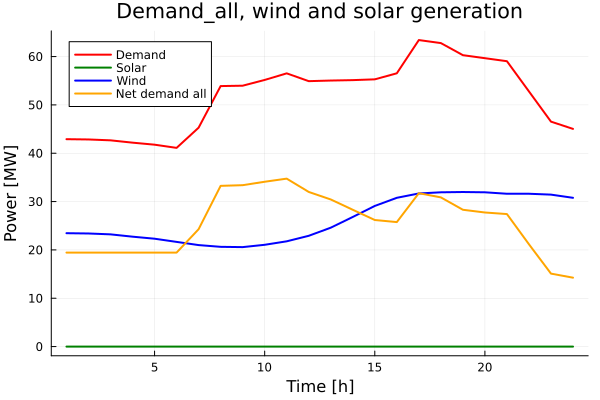 Demand_all, wind and solar generation
Demand
Solar
Wind
Net demand all
Power [MW]
60
50
40
30
20
10
0
5 10 15 20
Time [h]